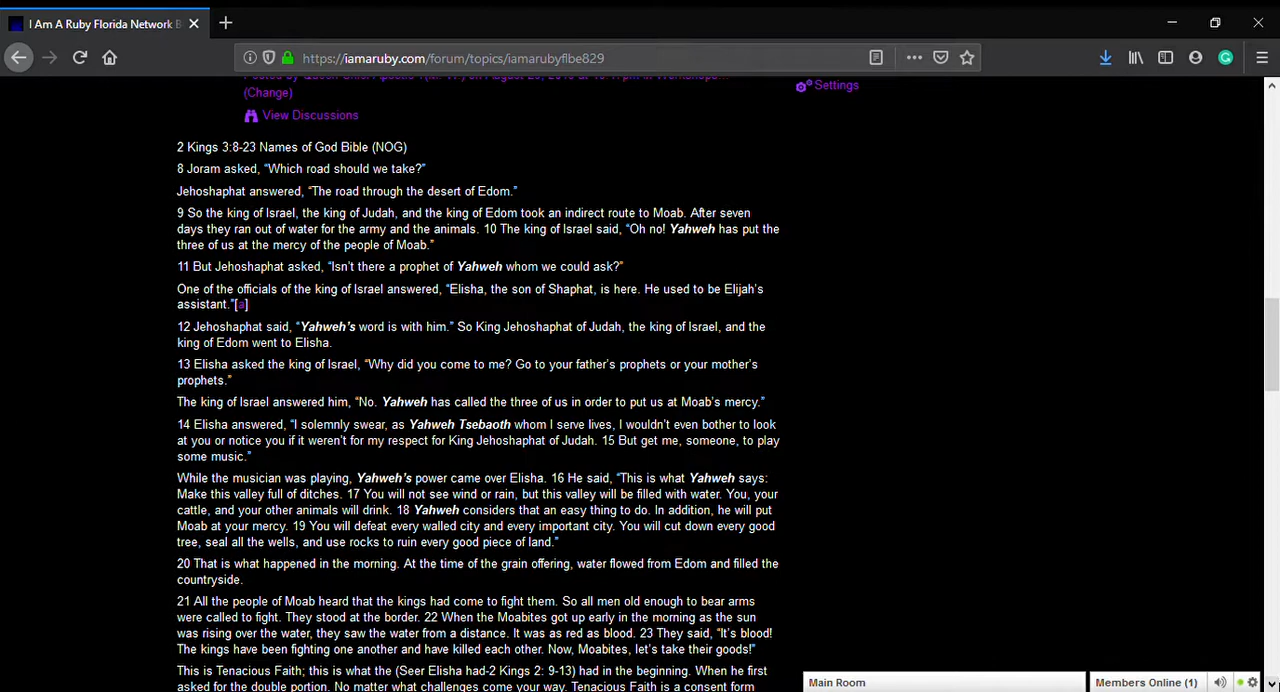 I Am A Ruby Florida Network B
https://iamaruby.com/forum/topics/iamarubyflbe829
(Change)
View Discussions
Settings
2 Kings 3:8-23 Names of God Bible (NOG)
8 Joram asked, “Which road should we take?”
Jehoshaphat answered, “The road through the desert of Edom.”
9 So the king of Israel, the king of Judah, and the king of Edom took an indirect route to Moab. After seven
days they ran out of water for the army and the animals. 10 The king of Israel said, “Oh no! Yahweh has put the
three of us at the mercy of the people of Moab.”
11 But Jehoshaphat asked, “Isn’t there a prophet of Yahweh whom we could ask?”
One of the officials of the king of Israel answered, “Elisha, the son of Shaphat, is here. He used to be Elijah’s
assistant.”[a]
12 Jehoshaphat said, “Yahweh’s word is with him.” So King Jehoshaphat of Judah, the king of Israel, and the
king of Edom went to Elisha.
13 Elisha asked the king of Israel, “Why did you come to me? Go to your father’s prophets or your mother’s
prophets.”
The king of Israel answered him, “No. Yahweh has called the three of us in order to put us at Moab’s mercy.”
14 Elisha answered, “I solemnly swear, as Yahweh Tsebaoth whom I serve lives, I wouldn’t even bother to look
at you or notice you if it weren’t for my respect for King Jehoshaphat of Judah. 15 But get me, someone, to play
some music.”
While the musician was playing, Yahweh’s power came over Elisha. 16 He said, “This is what Yahweh says:
Make this valley full of ditches. 17 You will not see wind or rain, but this valley will be filled with water. You, your
cattle, and your other animals will drink. 18 Yahweh considers that an easy thing to do. In addition, he will put
Moab at your mercy. 19 You will defeat every walled city and every important city. You will cut down every good
tree, seal all the wells, and use rocks to ruin every good piece of land.”
20 That is what happened in the morning. At the time of the grain offering, water flowed from Edom and filled the
countryside.
21 All the people of Moab heard that the kings had come to fight them. So all men old enough to bear arms
were called to fight. They stood at the border. 22 When the Moabites got up early in the morning as the sun
was rising over the water, they saw the water from a distance. It was as red as blood. 23 They said, “It’s blood!
The kings have been fighting one another and have killed each other. Now, Moabites, let’s take their goods!”
This is Tenacious Faith; this is what the (Seer Elisha had-2 Kings 2: 9-13) had in the beginning. When he first
asked for the double portion. No matter what challenges come your way. Tenacious Faith is a consent form
Main Room
Members Online (1)